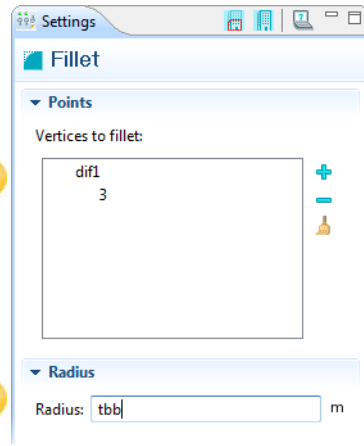 Settings
Fillet
Points
Vertices to fillet:
dif1
3
Radius
Radius: tbb m